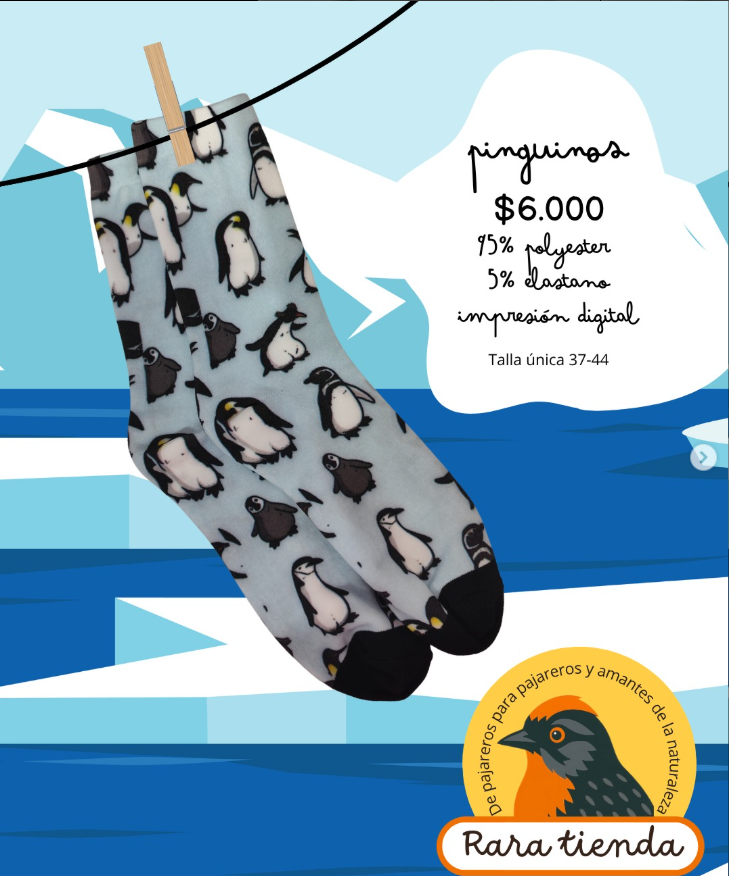 pinguinos
$6.000
95% polyester
5% elastano
impresión digital
Talla única 37-44
De pajareros para pajareros y amantes de la naturaleza
Rara tienda